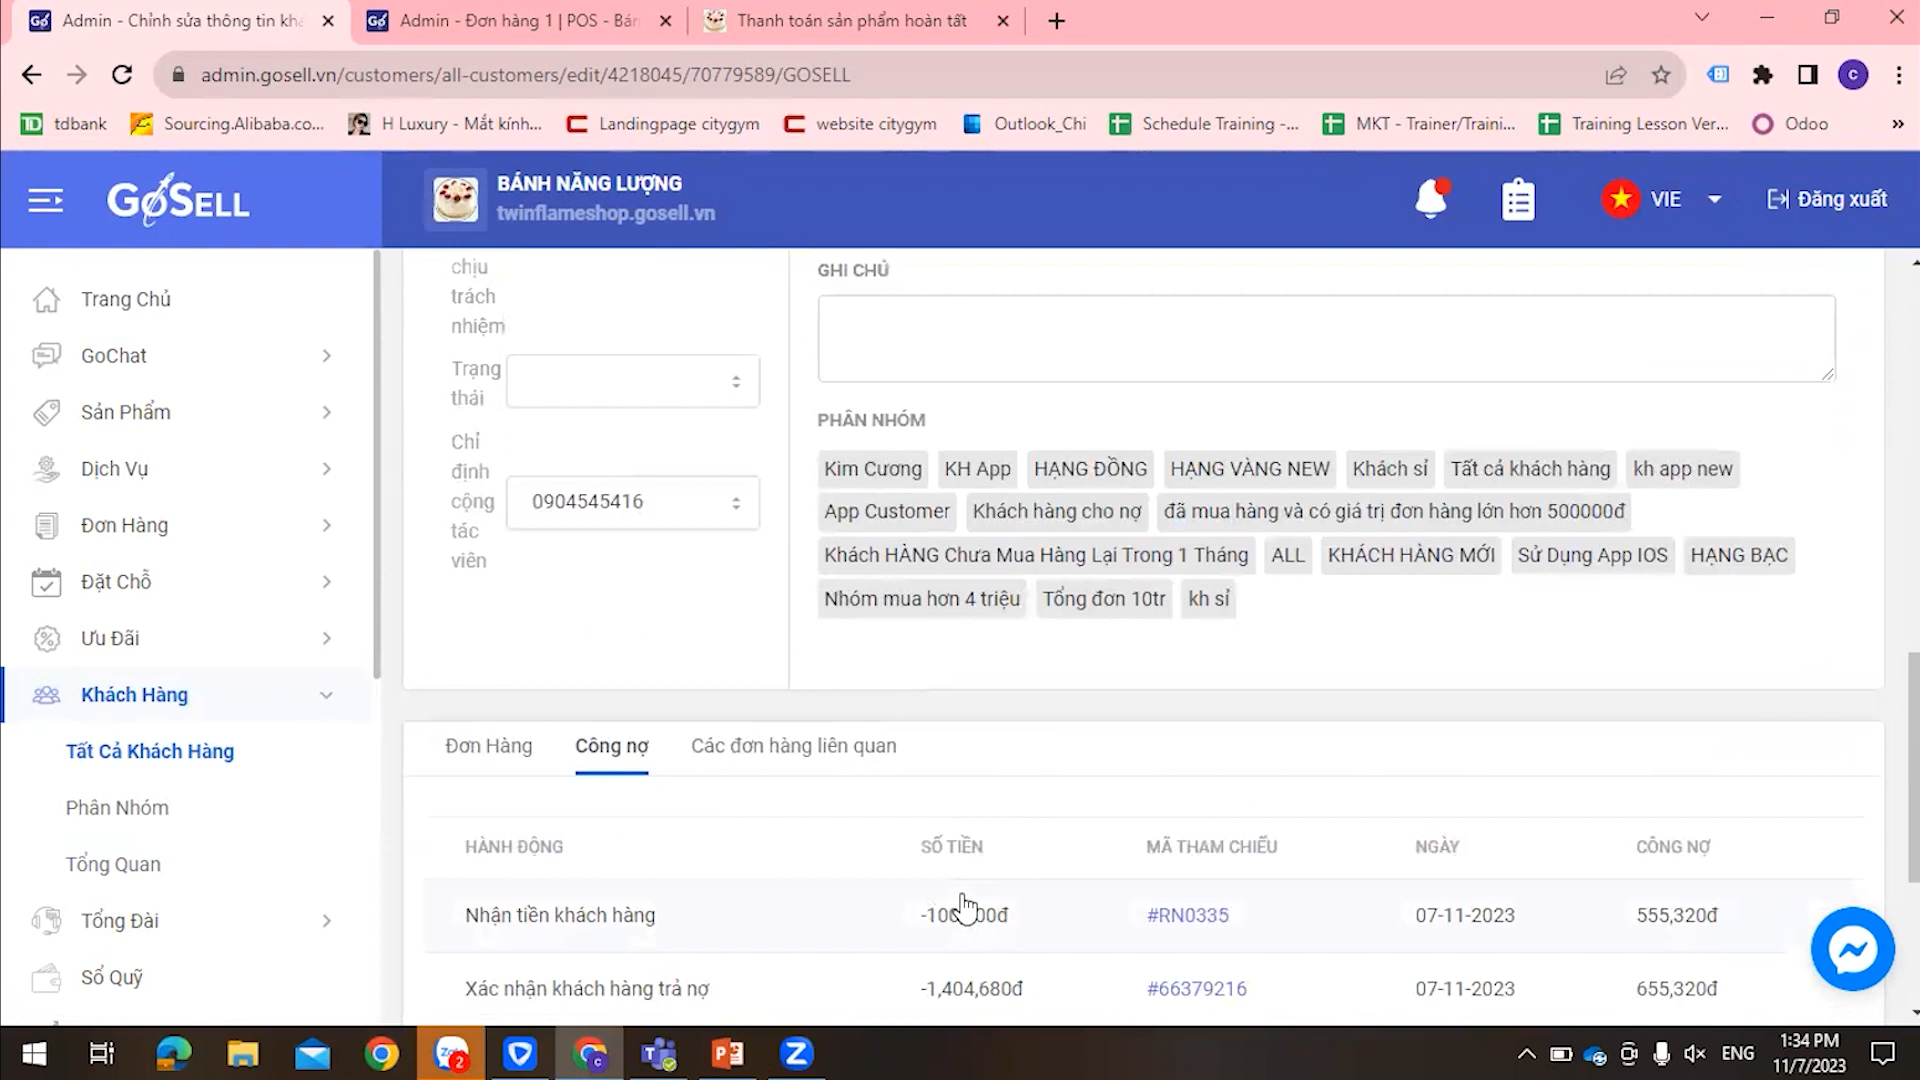 Admin - Chỉnh sửa thông tin khá
Admin - Đơn hàng 1 | POS - Bán
Thanh toán sản phẩm hoàn tất
admin.gosell.vn/customers/all-customers/edit/4218045/70779589/GOSELL
C
tdbank
Sourcing.Alibaba.co...
H Luxury - Mắt kính...
Landingpage citygym
website citygym
Outlook_Chi
Schedule Training -...
MKT - Trainer/Traini...
Training Lesson Ver...
Odoo
»
GoSELL
BÁNH NĂNG LƯỢNG
twinflameshop.gosell.vn
VIE
Đăng xuất
Trang Chủ
GoChat
Sản Phẩm
Dịch Vụ
Đơn Hàng
Đặt Chỗ
Ưu Đãi
Khách Hàng
Tất Cả Khách Hàng
Phân Nhóm
Tổng Quan
Tổng Đài
Sổ Quỹ
chịu
trách
nhiệm
Trạng
thái
Chỉ
định
cộng
tác
viên
0904545416
GHI CHÚ
PHÂN NHÓM
Kim Cương KH App HẠNG ĐỒNG HẠNG VÀNG NEW Khách sỉ Tất cả khách hàng kh app new
App Customer Khách hàng cho nợ đã mua hàng và có giá trị đơn hàng lớn hơn 500000đ
Khách HÀNG Chưa Mua Hàng Lại Trong 1 Tháng ALL KHÁCH HÀNG MỚI Sử Dụng App IOS HẠNG BẠC
Nhóm mua hơn 4 triệu Tổng đơn 10tr kh sỉ
Đơn Hàng Công nợ Các đơn hàng liên quan
HÀNH ĐỘNG SỐ TIỀN MÃ THAM CHIẾU NGÀY CÔNG NỢ
Nhận tiền khách hàng #RN0335 07-11-2023 555,320đ
Xác nhận khách hàng trả nợ -1,404,680đ #66379216 07-11-2023 655,320đ
ENG
1:34 PM
11/7/2023